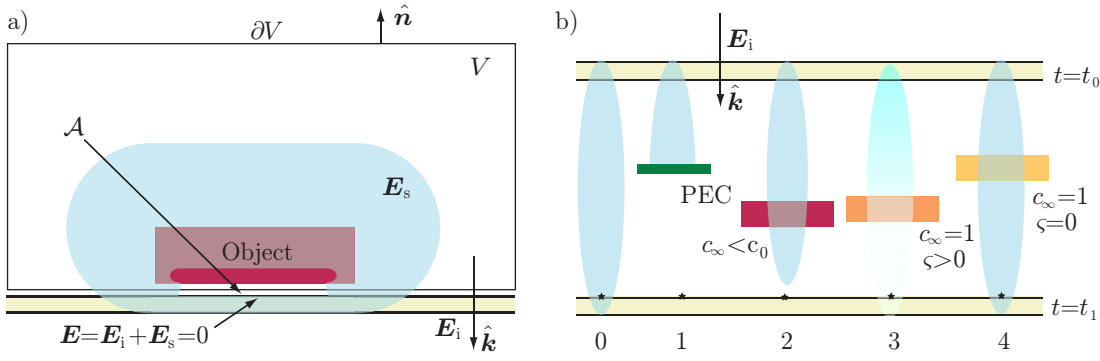 a)
∂V
n̂
V
𝒜
E_s
Object
E=E_i+E_s=0
E_i
k̂
b)
E_i
k̂
t=t_0
PEC
c_∞<c_0
c_∞=1
ς>0
c_∞=1
ς=0
t=t_1
0 1 2 3 4